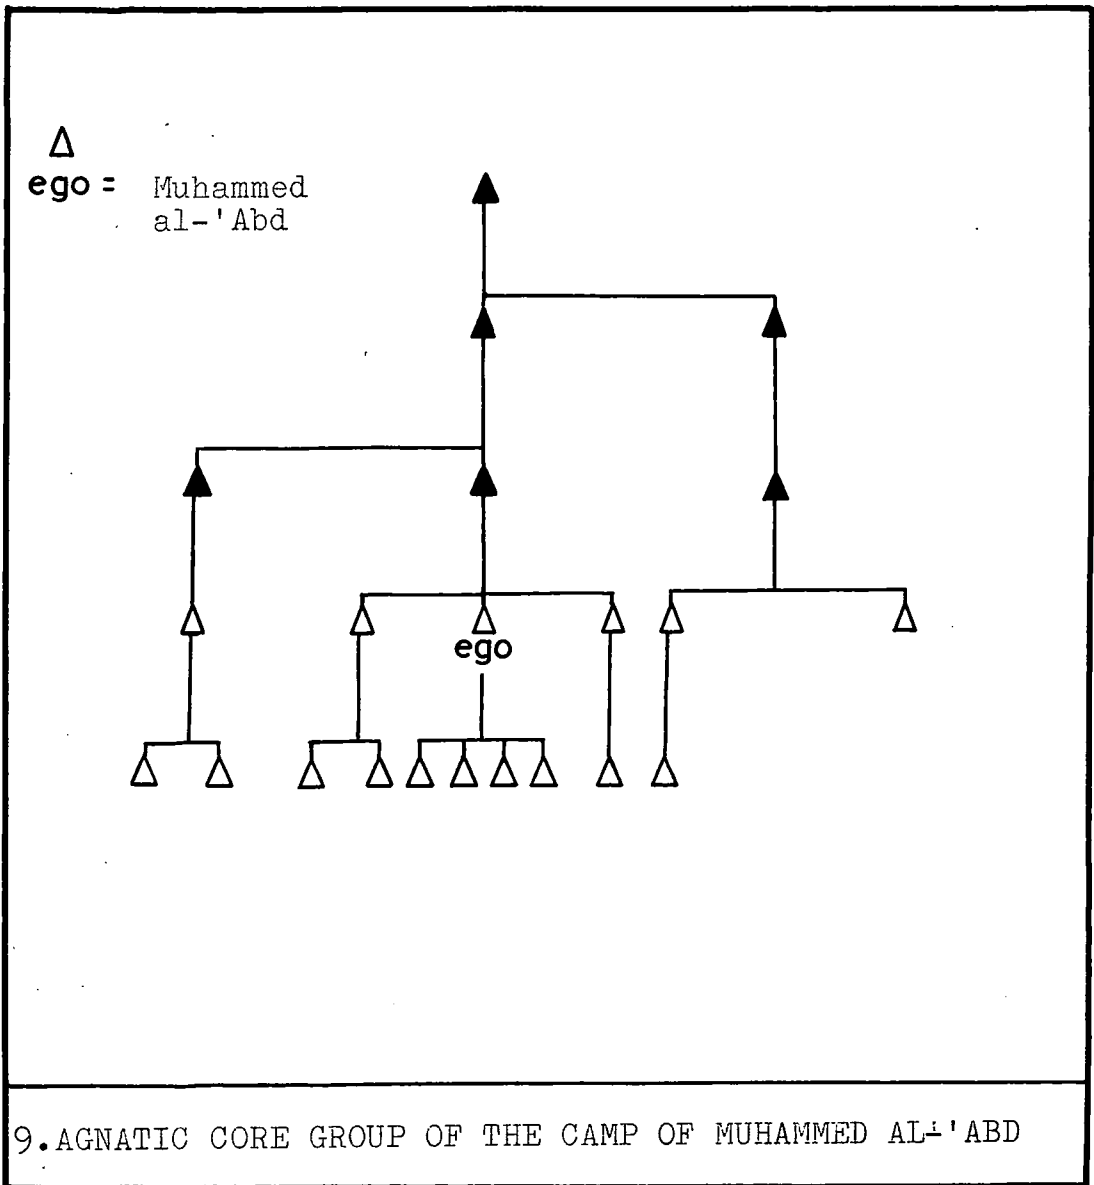 ego = Muhammed
al-'Abd
ego
9. AGNATIC CORE GROUP OF THE CAMP OF MUHAMMED AL-'ABD